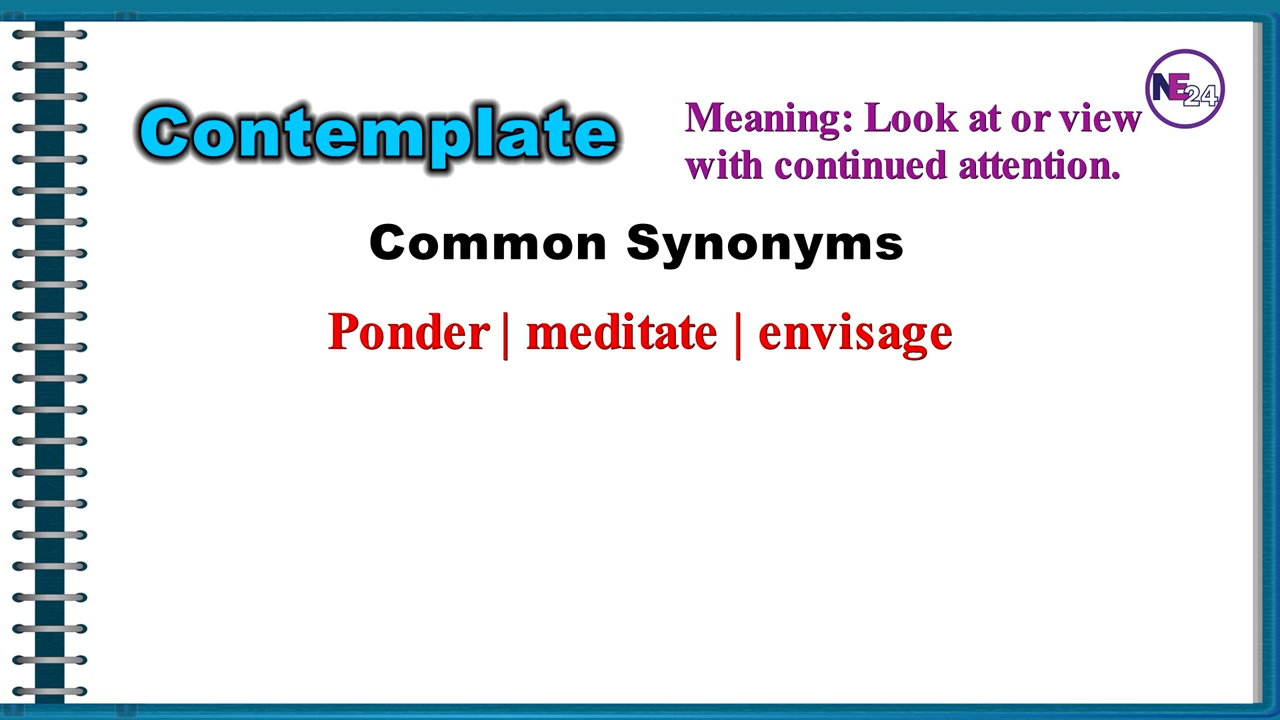 Contemplate
Meaning: Look at or view
with continued attention.
NE24
Common Synonyms
Ponder | meditate | envisage